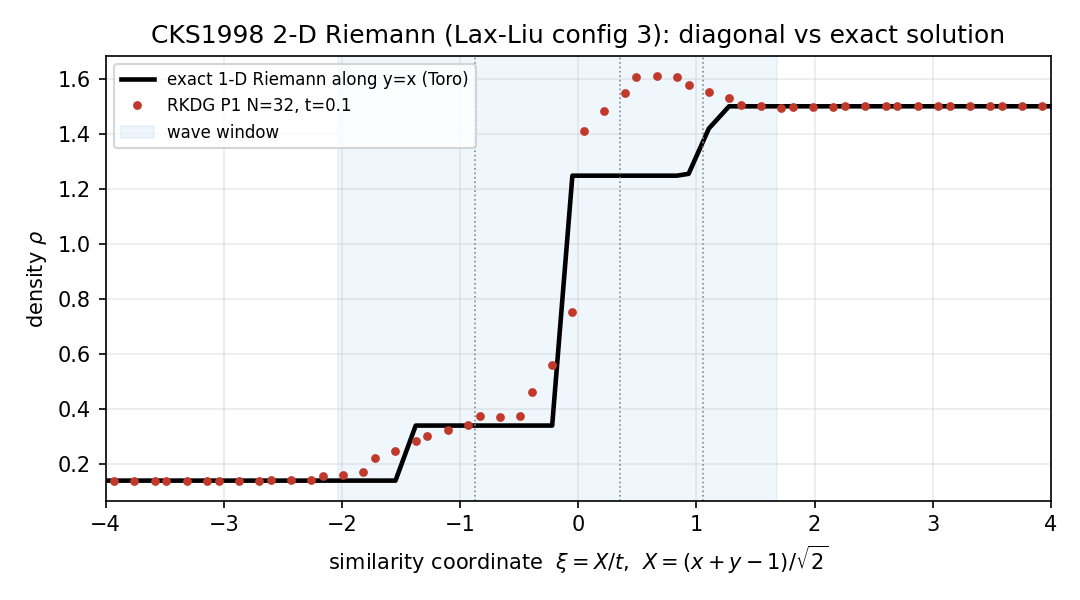 CKS1998 2-D Riemann (Lax-Liu config 3): diagonal vs exact solution
exact 1-D Riemann along y=x (Toro)
RKDG P1 N=32, t=0.1
wave window
density ρ
1.6
1.4
1.2
1.0
0.8
0.6
0.4
0.2
−4 −3 −2 −1 0 1 2 3 4
similarity coordinate ξ = X/t, X = (x + y − 1)/√2